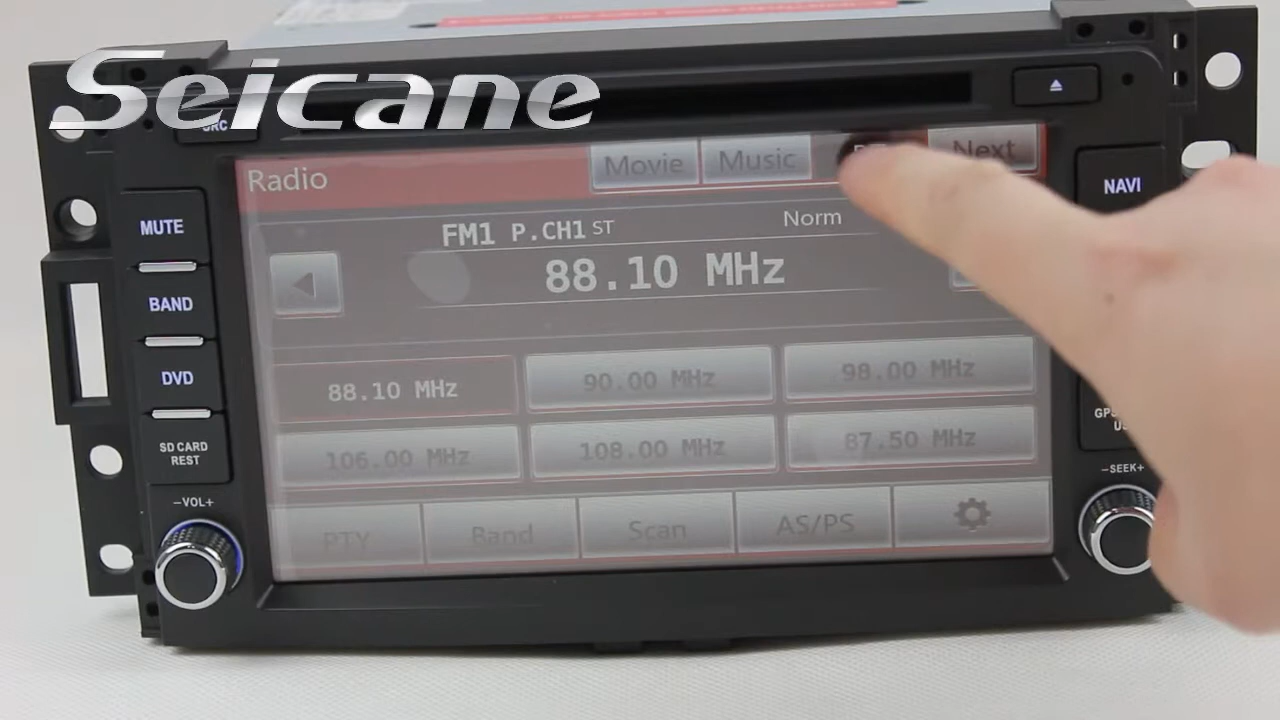 Seicane
SRC
Radio
Movie
Music
Next
NAVI
MUTE
FM1 P.CH1 ST
Norm
88.10 MHz
BAND
DVD
88.10 MHz
90.00 MHz
98.00 MHz
SD CARD
REST
106.00 MHz
108.00 MHz
87.50 MHz
GPS
-VOL+
-SEEK+
PTY
Band
Scan
AS/PS